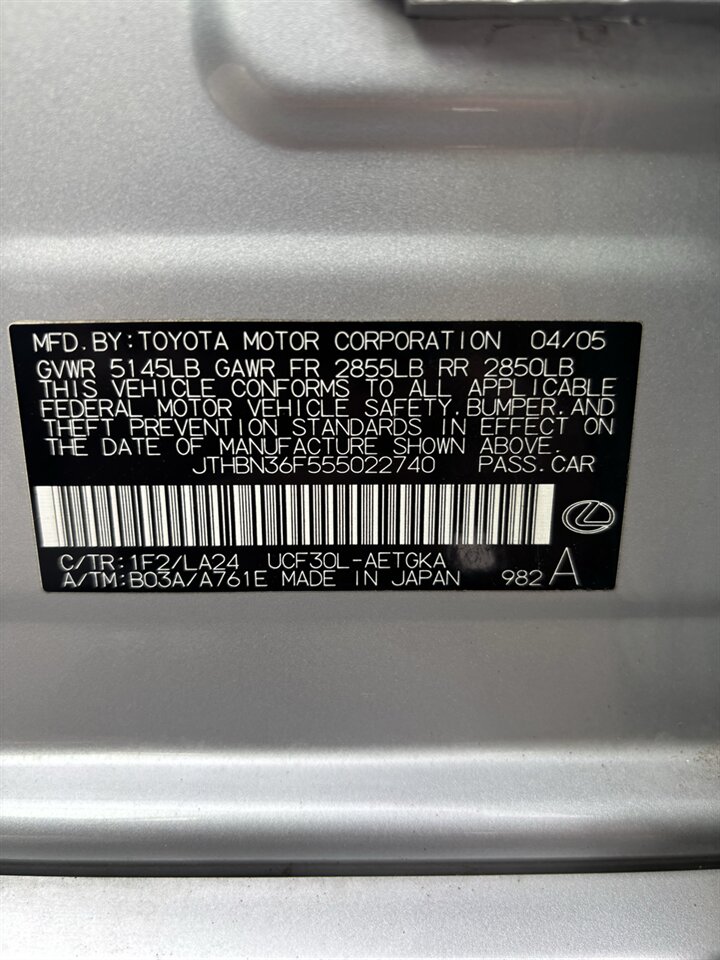 MFD.BY:TOYOTA MOTOR CORPORATION 04/05
GVWR 5145LB GAWR FR 2855LB RR 2850LB
THIS VEHICLE CONFORMS TO ALL APPLICABLE
FEDERAL MOTOR VEHICLE SAFETY.BUMPER.AND
THEFT PREVENTION STANDARDS IN EFFECT ON
THE DATE OF MANUFACTURE SHOWN ABOVE.
JTHBN36F555022740 PASS.CAR
C/TR:1F2/LA24 UCF30L-AETGKA
A/TM:B03A/A761E MADE IN JAPAN 982 A